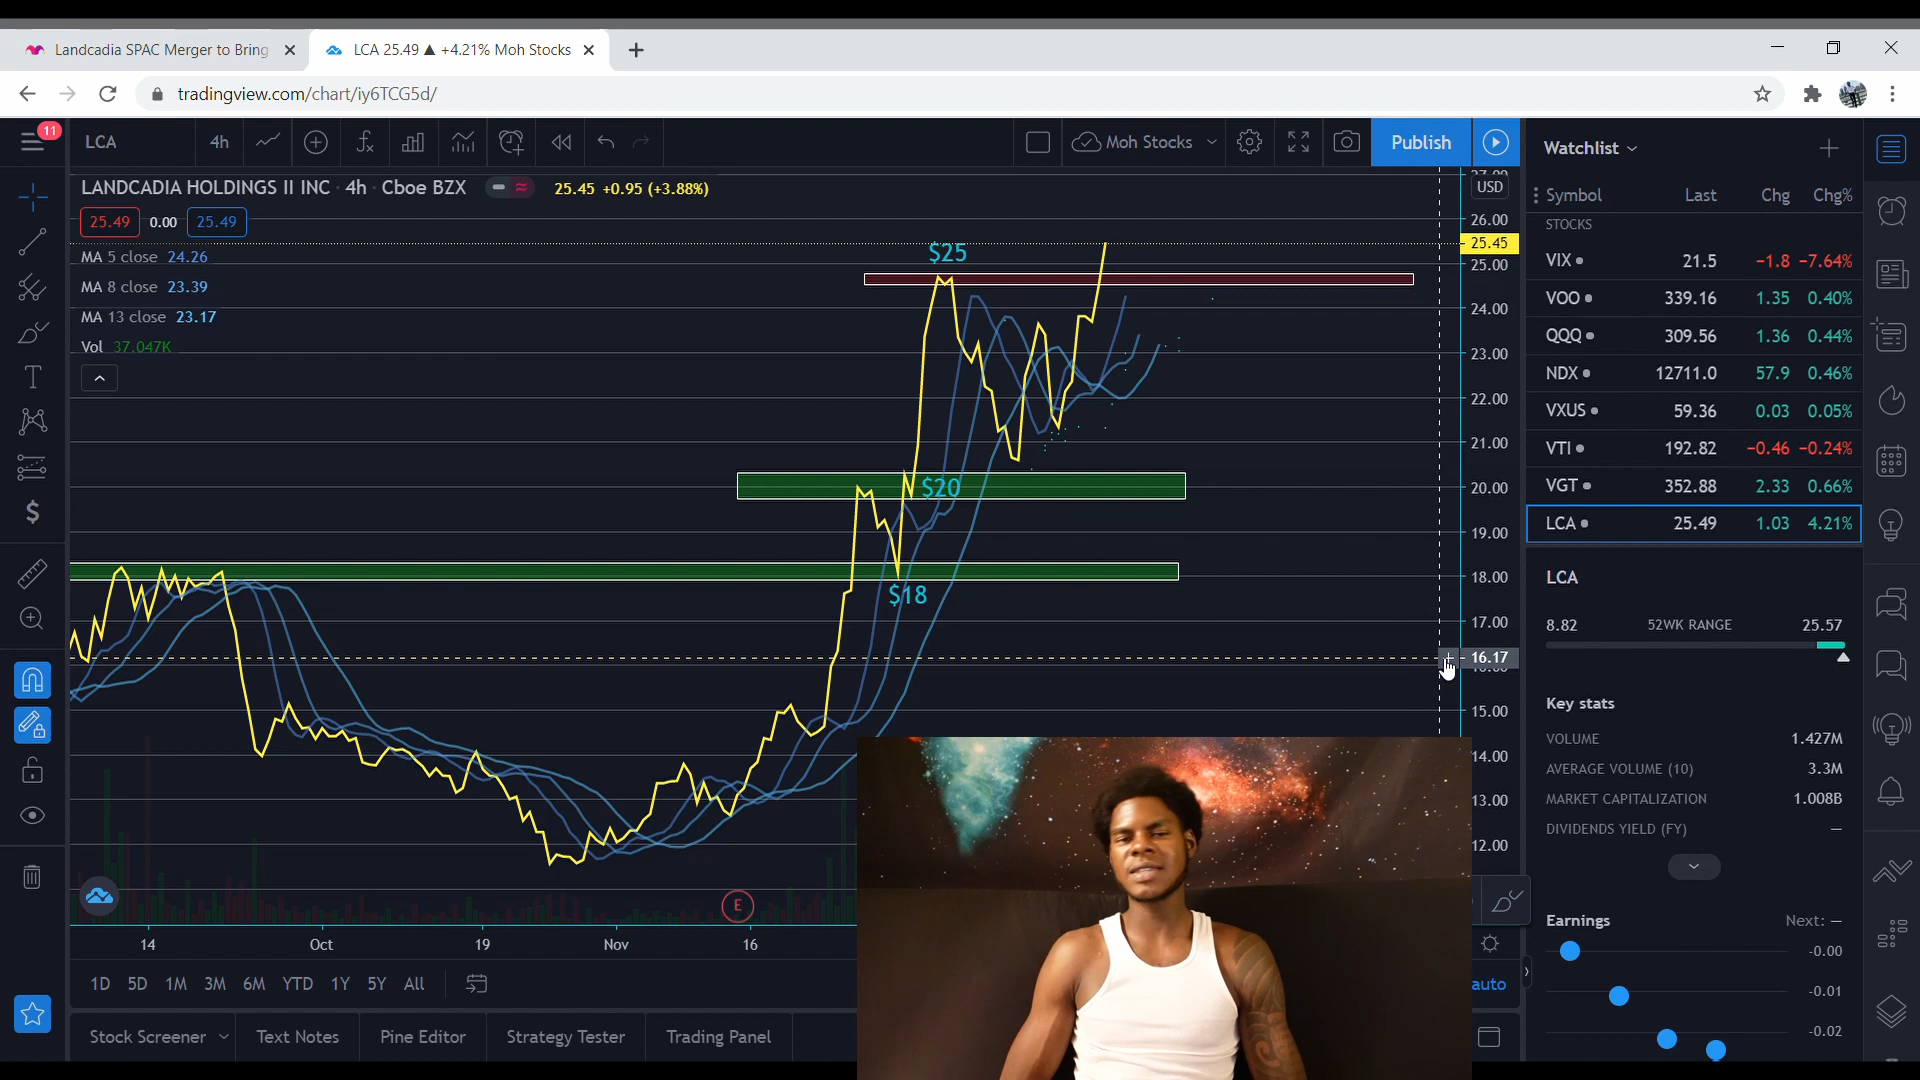 Landcadia SPAC Merger to Bring
LCA 25.49 ▲ +4.21% Moh Stocks
tradingview.com/chart/iy6TCG5d/
11
LCA
4h
Moh Stocks
Publish
LANDCADIA HOLDINGS II INC 4h Cboe BZX
25.45 +0.95 (+3.88%)
25.49 0.00 25.49
MA 5 close 24.26
MA 8 close 23.39
MA 13 close 23.17
Vol 37.047K
$25
$20
$18
27.00
USD
26.00
25.45
25.00
24.00
23.00
22.00
21.00
20.00
19.00
18.00
17.00
16.17
16.00
15.00
14.00
13.00
12.00
E
14 Oct 19 Nov 16
1D 5D 1M 3M 6M YTD 1Y 5Y All
auto
Stock Screener Text Notes Pine Editor Strategy Tester Trading Panel
Watchlist
Symbol Last Chg Chg%
STOCKS
VIX 21.5 −1.8 −7.64%
VOO 339.16 1.35 0.40%
QQQ 309.56 1.36 0.44%
NDX 12711.0 57.9 0.46%
VXUS 59.36 0.03 0.05%
VTI 192.82 −0.46 −0.24%
VGT 352.88 2.33 0.66%
LCA 25.49 1.03 4.21%
LCA
8.82 52WK RANGE 25.57
Key stats
VOLUME 1.427M
AVERAGE VOLUME (10) 3.3M
MARKET CAPITALIZATION 1.008B
DIVIDENDS YIELD (FY) —
Earnings Next: —
-0.00
-0.01
-0.02